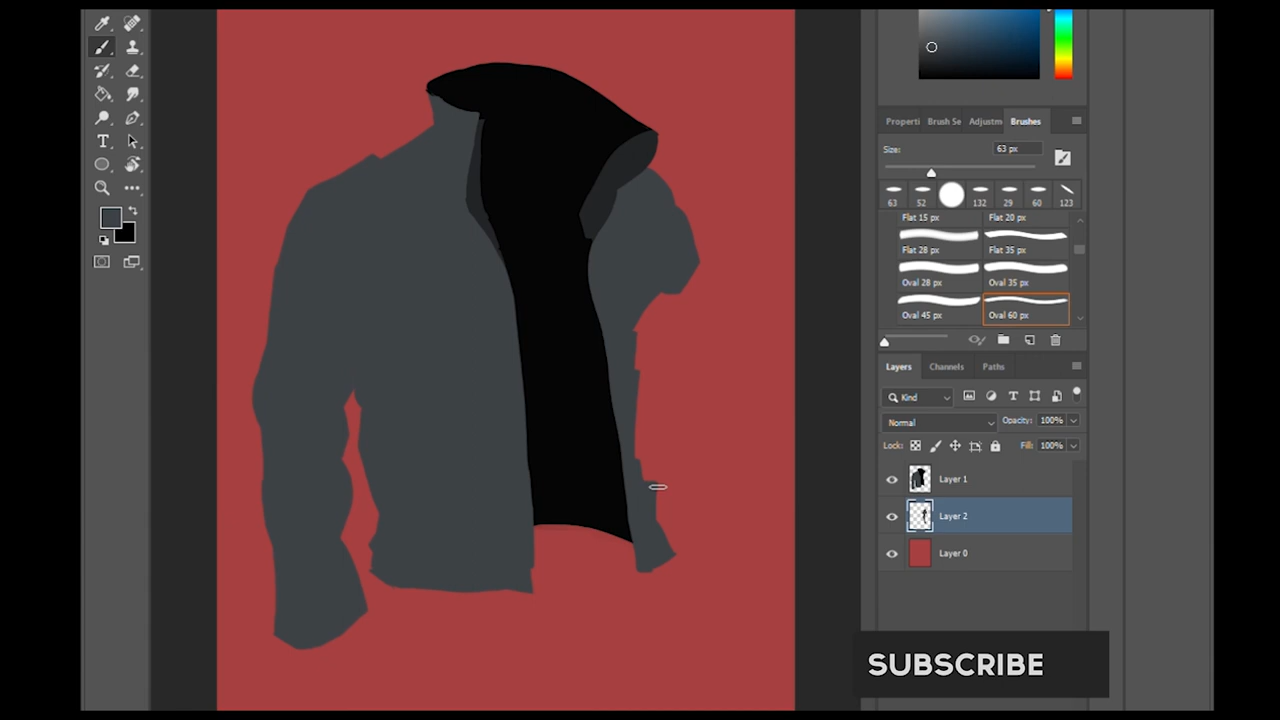 Properti Brush Se Adjustm Brushes
Size: 63 px
63 52 132 29 60 123
Flat 15 px Flat 20 px
Flat 28 px Flat 35 px
Oval 28 px Oval 35 px
Oval 45 px Oval 60 px
Layers Channels Paths
Kind
Normal Opacity: 100%
Lock: Fill: 100%
Layer 1
Layer 2
Layer 0
SUBSCRIBE